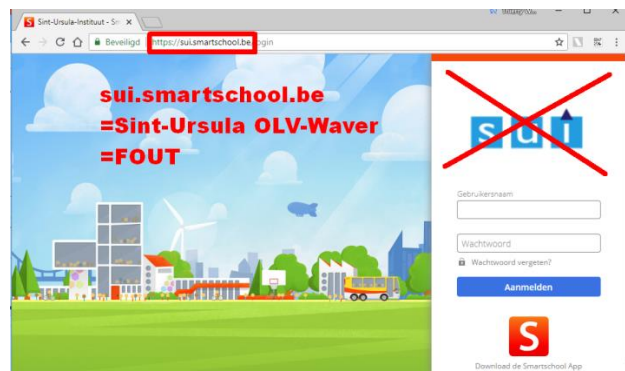 Sint-Ursula-Instituut - Sm
Beveiligd https://sui.smartschool.be/login
sui.smartschool.be
=Sint-Ursula OLV-Waver
=FOUT
sui
Gebruikersnaam
Wachtwoord
Wachtwoord vergeten?
Aanmelden
S
Download de Smartschool App